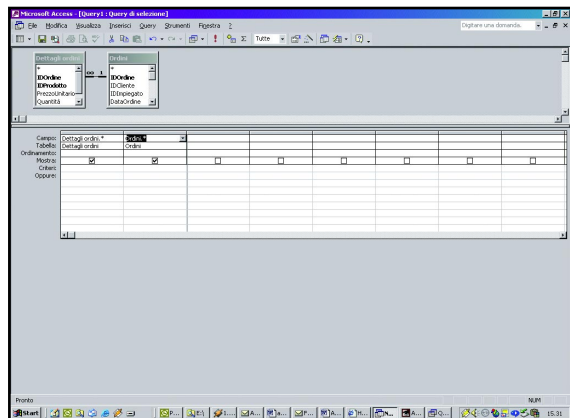 Microsoft Access - [Query1 : Query di selezione]
File Modifica Visualizza Inserisci Query Strumenti Finestra ?
Digitare una domanda.
Tutte
Dettagli ordini
*
IDOrdine
IDProdotto
PrezzoUnitario
Quantità
∞ 1
Ordini
*
IDOrdine
IDCliente
IDImpiegato
DataOrdine
Campo: Dettagli ordini.* Ordini.*
Tabella: Dettagli ordini Ordini
Ordinamento:
Mostra:
Criteri:
Oppure:
Pronto
NUM
Start
15.31